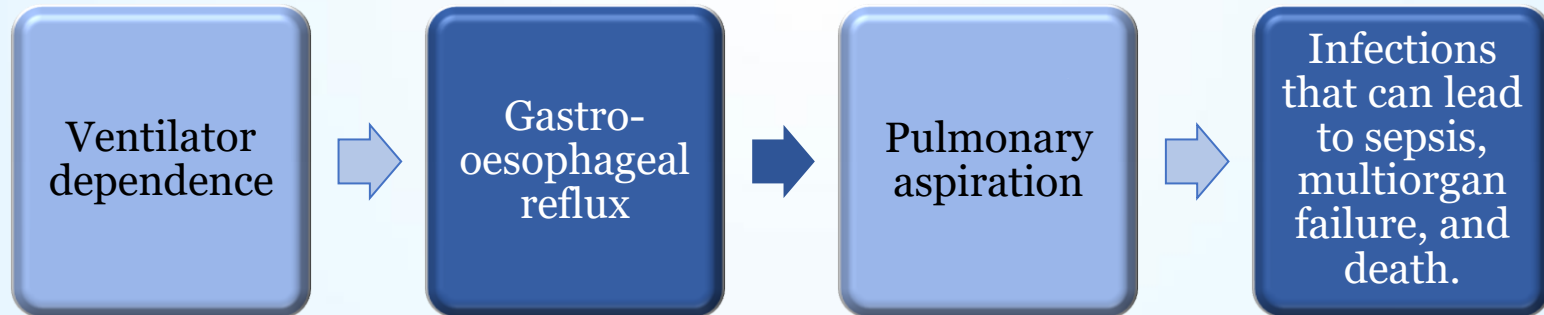 Ventilator
dependence
Gastro-
oesophageal
reflux
Pulmonary
aspiration
Infections
that can lead
to sepsis,
multiorgan
failure, and
death.